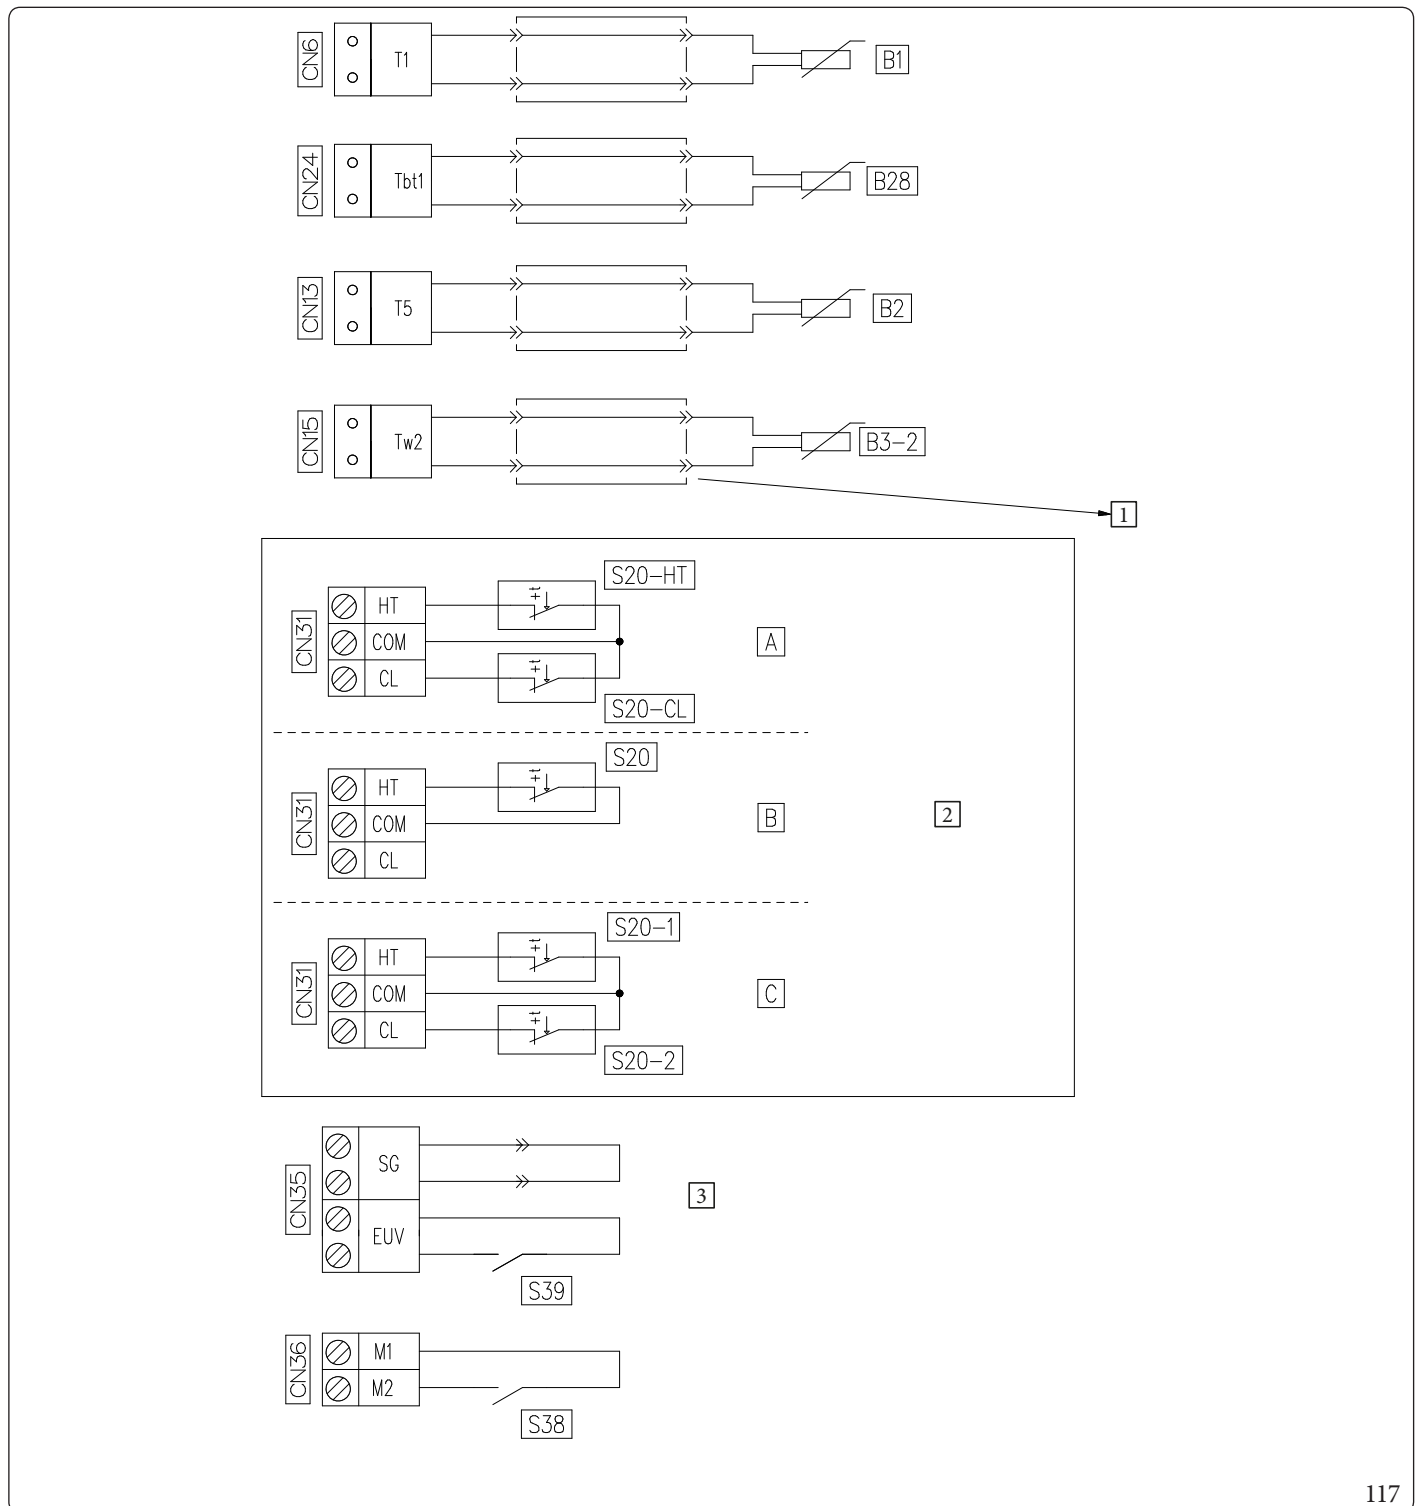 CN6 T1 B1
CN24 Tbt1 B28
CN13 T5 B2
CN15 Tw2 B3-2
1
S20-HT
+t
CN31 HT
COM A
CL
+t
S20-CL
S20
+t
CN31 HT
COM B 2
CL
S20-1
+t
CN31 HT
COM C
CL
+t
S20-2
CN35 SG
3
EUV
S39
CN36 M1
M2
S38
117